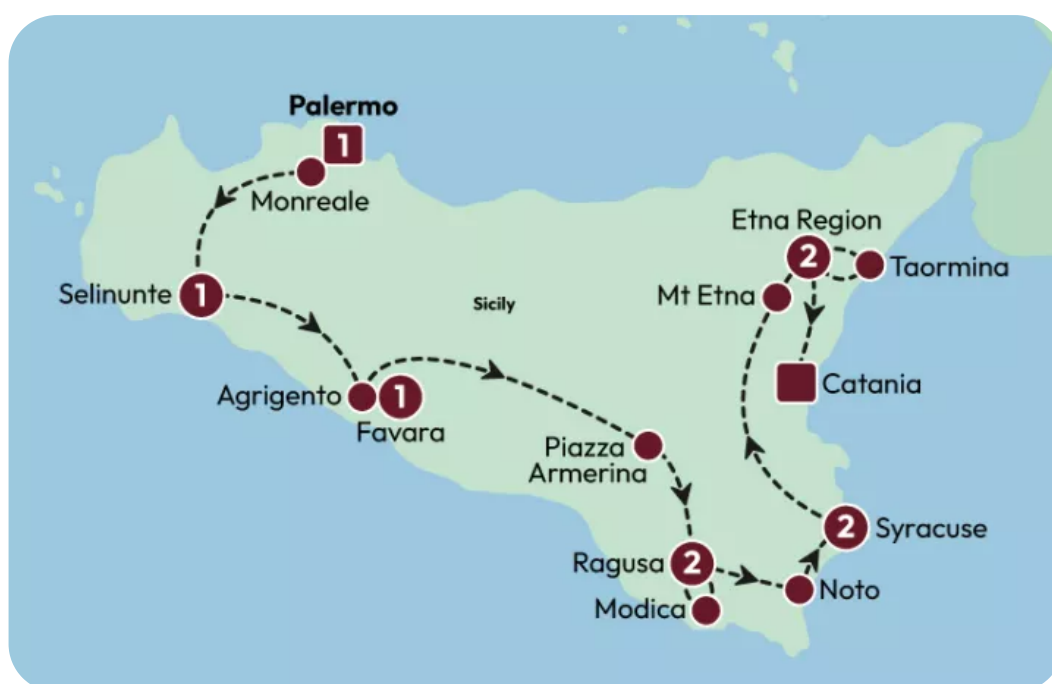 Palermo
1
Monreale
Selinunte 1
Sicily
Etna Region
2
Taormina
Mt Etna
Catania
Agrigento 1
Favara
Piazza
Armerina
2 Syracuse
Ragusa 2
Noto
Modica